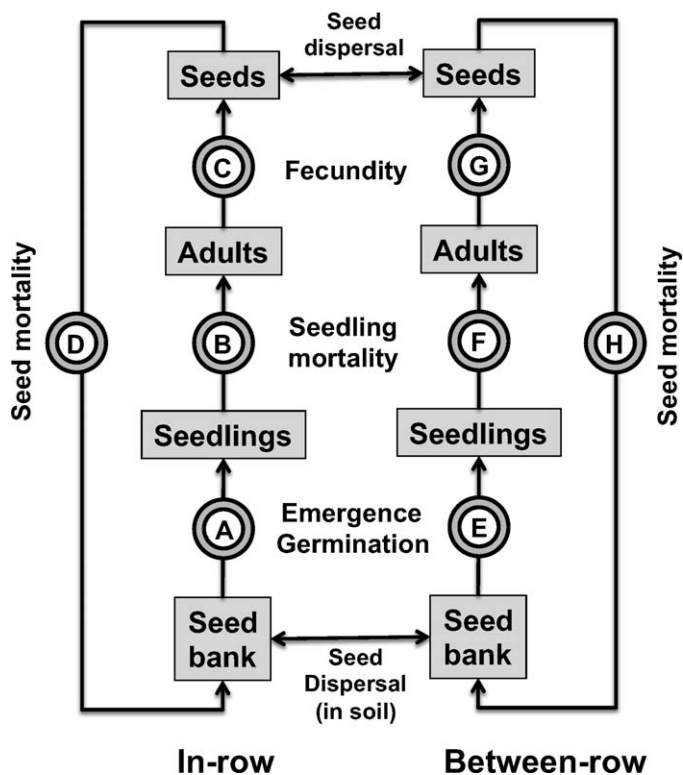 Seed
dispersal
Seeds
Seeds
C
Fecundity
G
Adults
Adults
Seed mortality
D
B
Seedling
mortality
F
H
Seed mortality
Seedlings
Seedlings
A
Emergence
Germination
E
Seed
bank
Seed
bank
Seed
Dispersal
(in soil)
In-row
Between-row